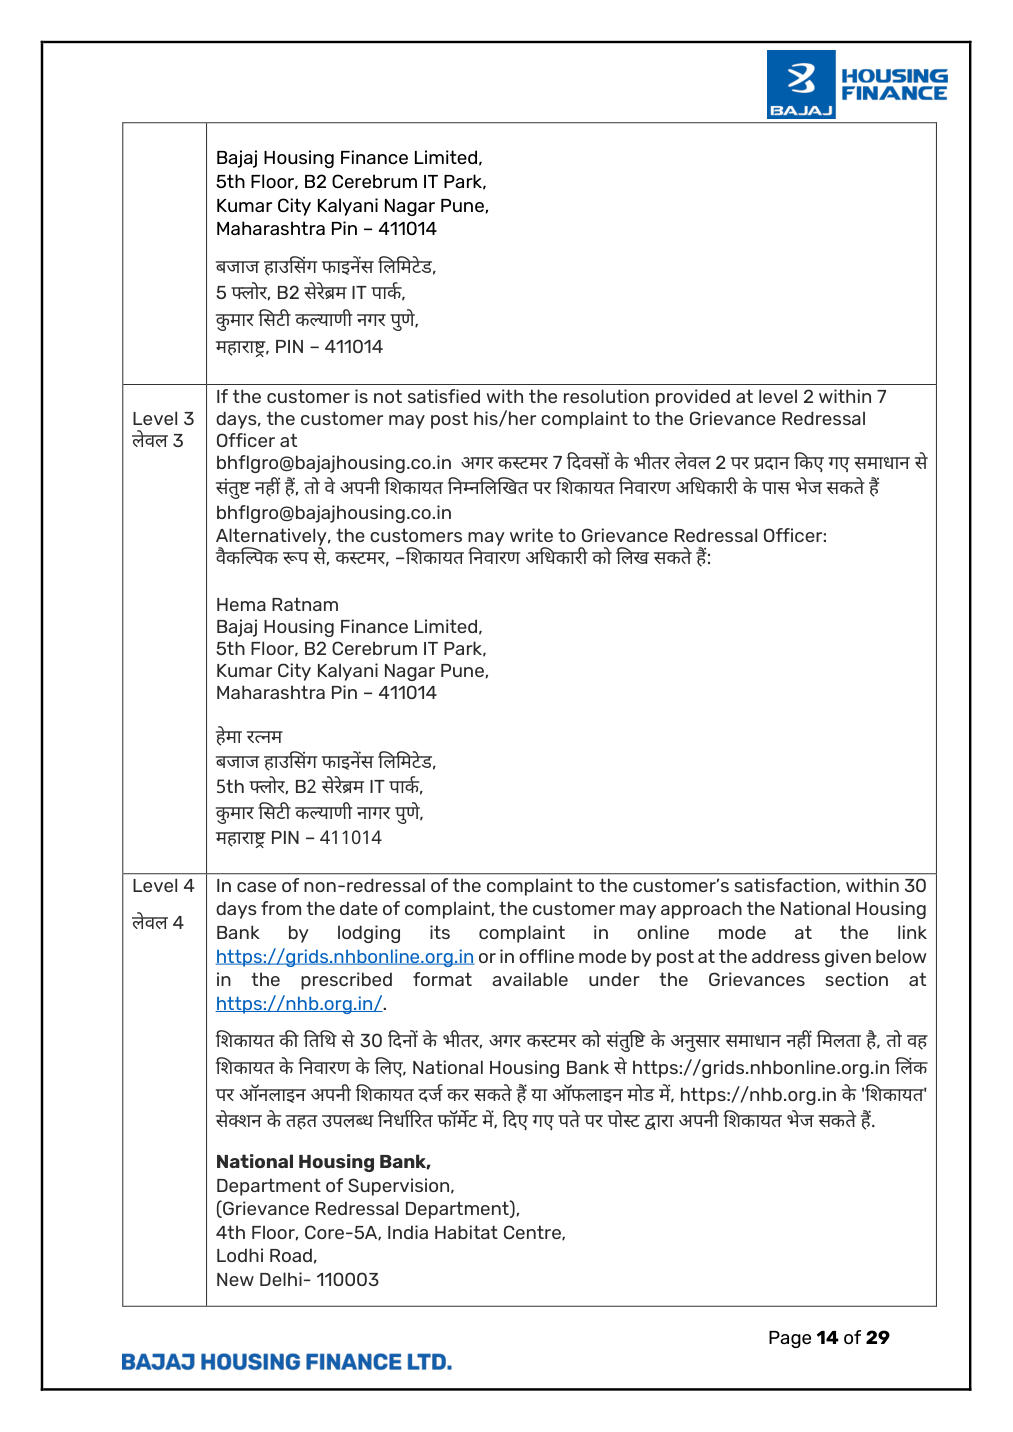 BAJAJ
HOUSING
FINANCE
Bajaj Housing Finance Limited,
5th Floor, B2 Cerebrum IT Park,
Kumar City Kalyani Nagar Pune,
Maharashtra Pin – 411014
बजाज हाउसिंग फाइनेंस लिमिटेड,
5 फ्लोर, B2 सेरेब्रम IT पार्क,
कुमार सिटी कल्याणी नगर पुणे,
महाराष्ट्र, PIN – 411014
Level 3
लेवल 3
If the customer is not satisfied with the resolution provided at level 2 within 7
days, the customer may post his/her complaint to the Grievance Redressal
Officer at
bhflgro@bajajhousing.co.in अगर कस्टमर 7 दिवसों के भीतर लेवल 2 पर प्रदान किए गए समाधान से
संतुष्ट नहीं हैं, तो वे अपनी शिकायत निम्नलिखित पर शिकायत निवारण अधिकारी के पास भेज सकते हैं
bhflgro@bajajhousing.co.in
Alternatively, the customers may write to Grievance Redressal Officer:
वैकल्पिक रूप से, कस्टमर, –शिकायत निवारण अधिकारी को लिख सकते हैं:
Hema Ratnam
Bajaj Housing Finance Limited,
5th Floor, B2 Cerebrum IT Park,
Kumar City Kalyani Nagar Pune,
Maharashtra Pin – 411014
हेमा रत्नम
बजाज हाउसिंग फाइनेंस लिमिटेड,
5th फ्लोर, B2 सेरेब्रम IT पार्क,
कुमार सिटी कल्याणी नागर पुणे,
महाराष्ट्र PIN – 411014
Level 4
लेवल 4
In case of non-redressal of the complaint to the customer’s satisfaction, within 30
days from the date of complaint, the customer may approach the National Housing
Bank by lodging its complaint in online mode at the link
https://grids.nhbonline.org.in or in offline mode by post at the address given below
in the prescribed format available under the Grievances section at
https://nhb.org.in/.
शिकायत की तिथि से 30 दिनों के भीतर, अगर कस्टमर को संतुष्टि के अनुसार समाधान नहीं मिलता है, तो वह
शिकायत के निवारण के लिए, National Housing Bank से https://grids.nhbonline.org.in लिंक
पर ऑनलाइन अपनी शिकायत दर्ज कर सकते हैं या ऑफलाइन मोड में, https://nhb.org.in के 'शिकायत'
सेक्शन के तहत उपलब्ध निर्धारित फॉर्मेट में, दिए गए पते पर पोस्ट द्वारा अपनी शिकायत भेज सकते हैं.
National Housing Bank,
Department of Supervision,
(Grievance Redressal Department),
4th Floor, Core-5A, India Habitat Centre,
Lodhi Road,
New Delhi- 110003
Page 14 of 29
BAJAJ HOUSING FINANCE LTD.